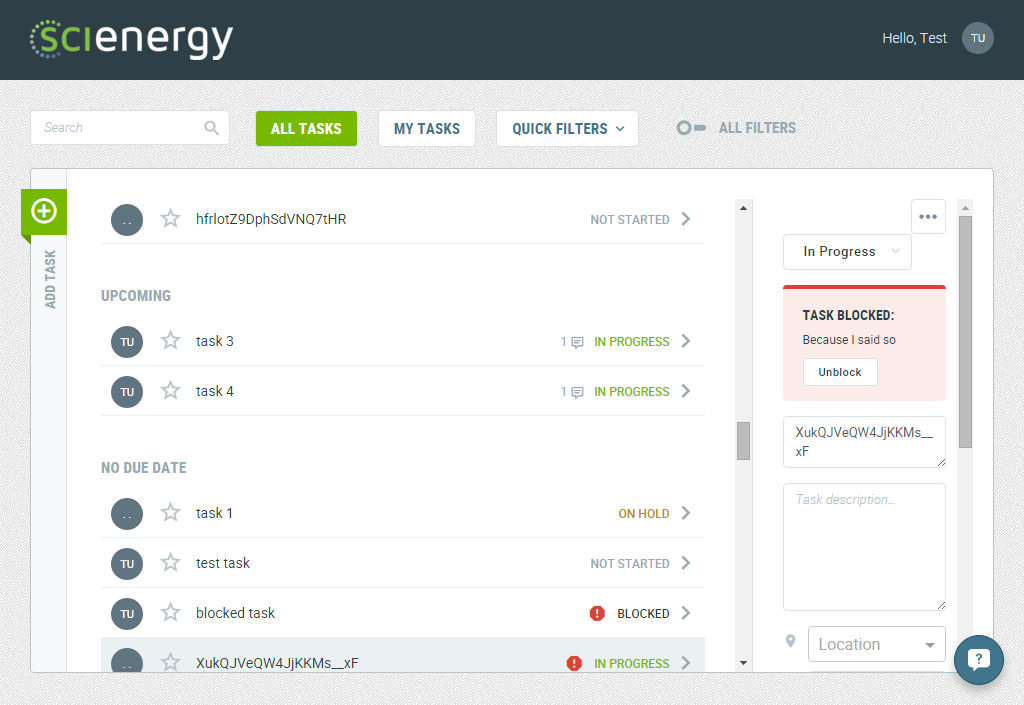 scienergy
Hello, Test
TU
Search
ALL TASKS
MY TASKS
QUICK FILTERS
ALL FILTERS
ADD TASK
.. hfrIotZ9DphSdVNQ7tHR NOT STARTED
UPCOMING
TU task 3 1 IN PROGRESS
TU task 4 1 IN PROGRESS
NO DUE DATE
.. task 1 ON HOLD
TU test task NOT STARTED
TU blocked task ! BLOCKED
.. XukQJVeQW4JjKKMs__xF ! IN PROGRESS
•••
In Progress
TASK BLOCKED:
Because I said so
Unblock
XukQJVeQW4JjKKMs__
xF
Task description...
Location
?